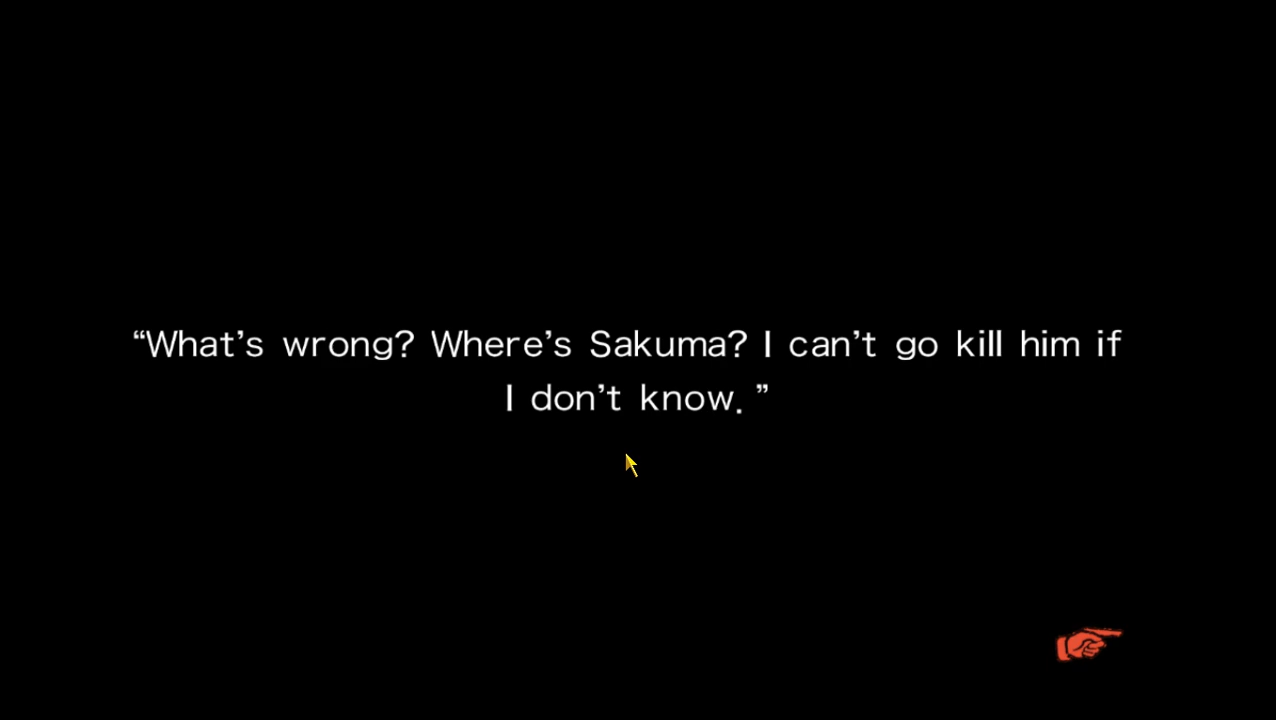 “What’s wrong? Where’s Sakuma? I can’t go kill him if
I don’t know. ”